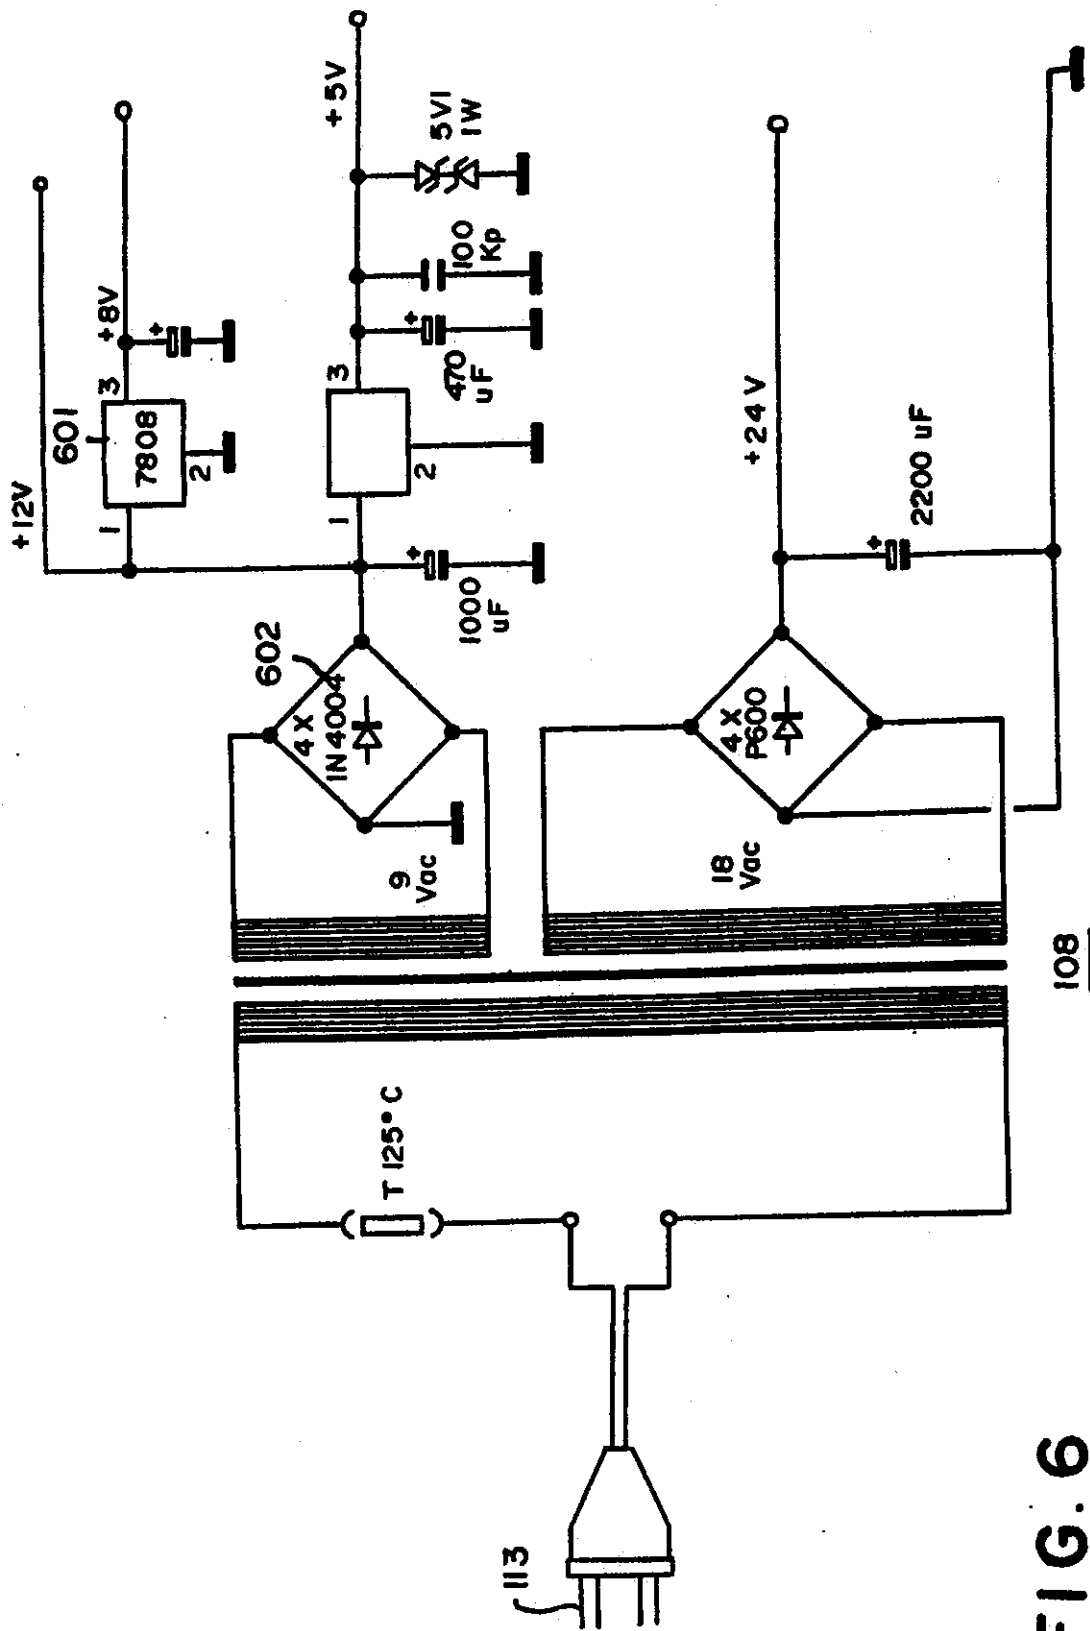 +12V
601
1
7808
3
2
+8V
+5V
602
4 X
1N4004
1
3
2
1000
uF
470
uF
100
Kp
5V1
1W
9
Vac
18
Vac
4 X
P600
+24V
2200 uF
T 125°C
113
108
FIG. 6